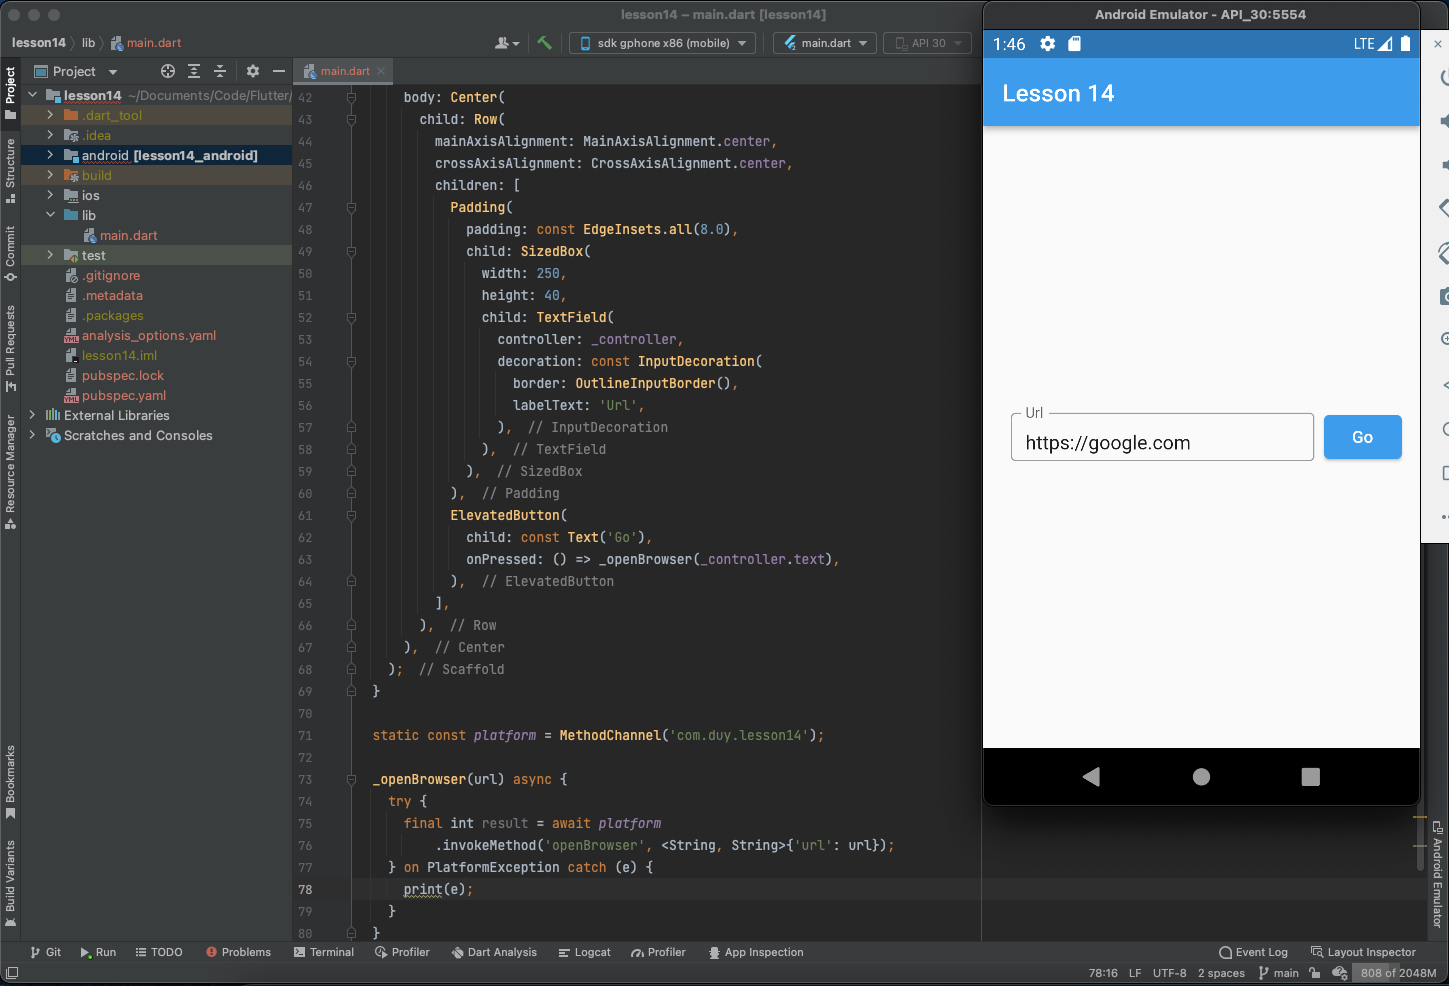 lesson14 – main.dart [lesson14]
lesson14 〉 lib 〉 main.dart
sdk gphone x86 (mobile)
main.dart
API 30
Project
main.dart
lesson14 ~/Documents/Code/Flutter/
.dart_tool
.idea
android [lesson14_android]
build
ios
lib
main.dart
test
.gitignore
.metadata
.packages
analysis_options.yaml
lesson14.iml
pubspec.lock
pubspec.yaml
External Libraries
Scratches and Consoles
Project
Structure
Commit
Pull Requests
Resource Manager
Bookmarks
Build Variants
42 body: Center(
43 child: Row(
44 mainAxisAlignment: MainAxisAlignment.center,
45 crossAxisAlignment: CrossAxisAlignment.center,
46 children: [
47 Padding(
48 padding: const EdgeInsets.all(8.0),
49 child: SizedBox(
50 width: 250,
51 height: 40,
52 child: TextField(
53 controller: _controller,
54 decoration: const InputDecoration(
55 border: OutlineInputBorder(),
56 labelText: 'Url',
57 ), // InputDecoration
58 ), // TextField
59 ), // SizedBox
60 ), // Padding
61 ElevatedButton(
62 child: const Text('Go'),
63 onPressed: () => _openBrowser(_controller.text),
64 ), // ElevatedButton
65 ],
66 ), // Row
67 ), // Center
68 ); // Scaffold
69 }
70
71 static const platform = MethodChannel('com.duy.lesson14');
72
73 _openBrowser(url) async {
74 try {
75 final int result = await platform
76 .invokeMethod('openBrowser', <String, String>{'url': url});
77 } on PlatformException catch (e) {
78 print(e);
79 }
80 }
Android Emulator - API_30:5554
1:46 LTE
Lesson 14
Url
https://google.com
Go
Android Emulator
Git Run TODO Problems Terminal Profiler Dart Analysis Logcat Profiler App Inspection Event Log Layout Inspector
78:16 LF UTF-8 2 spaces main 808 of 2048M